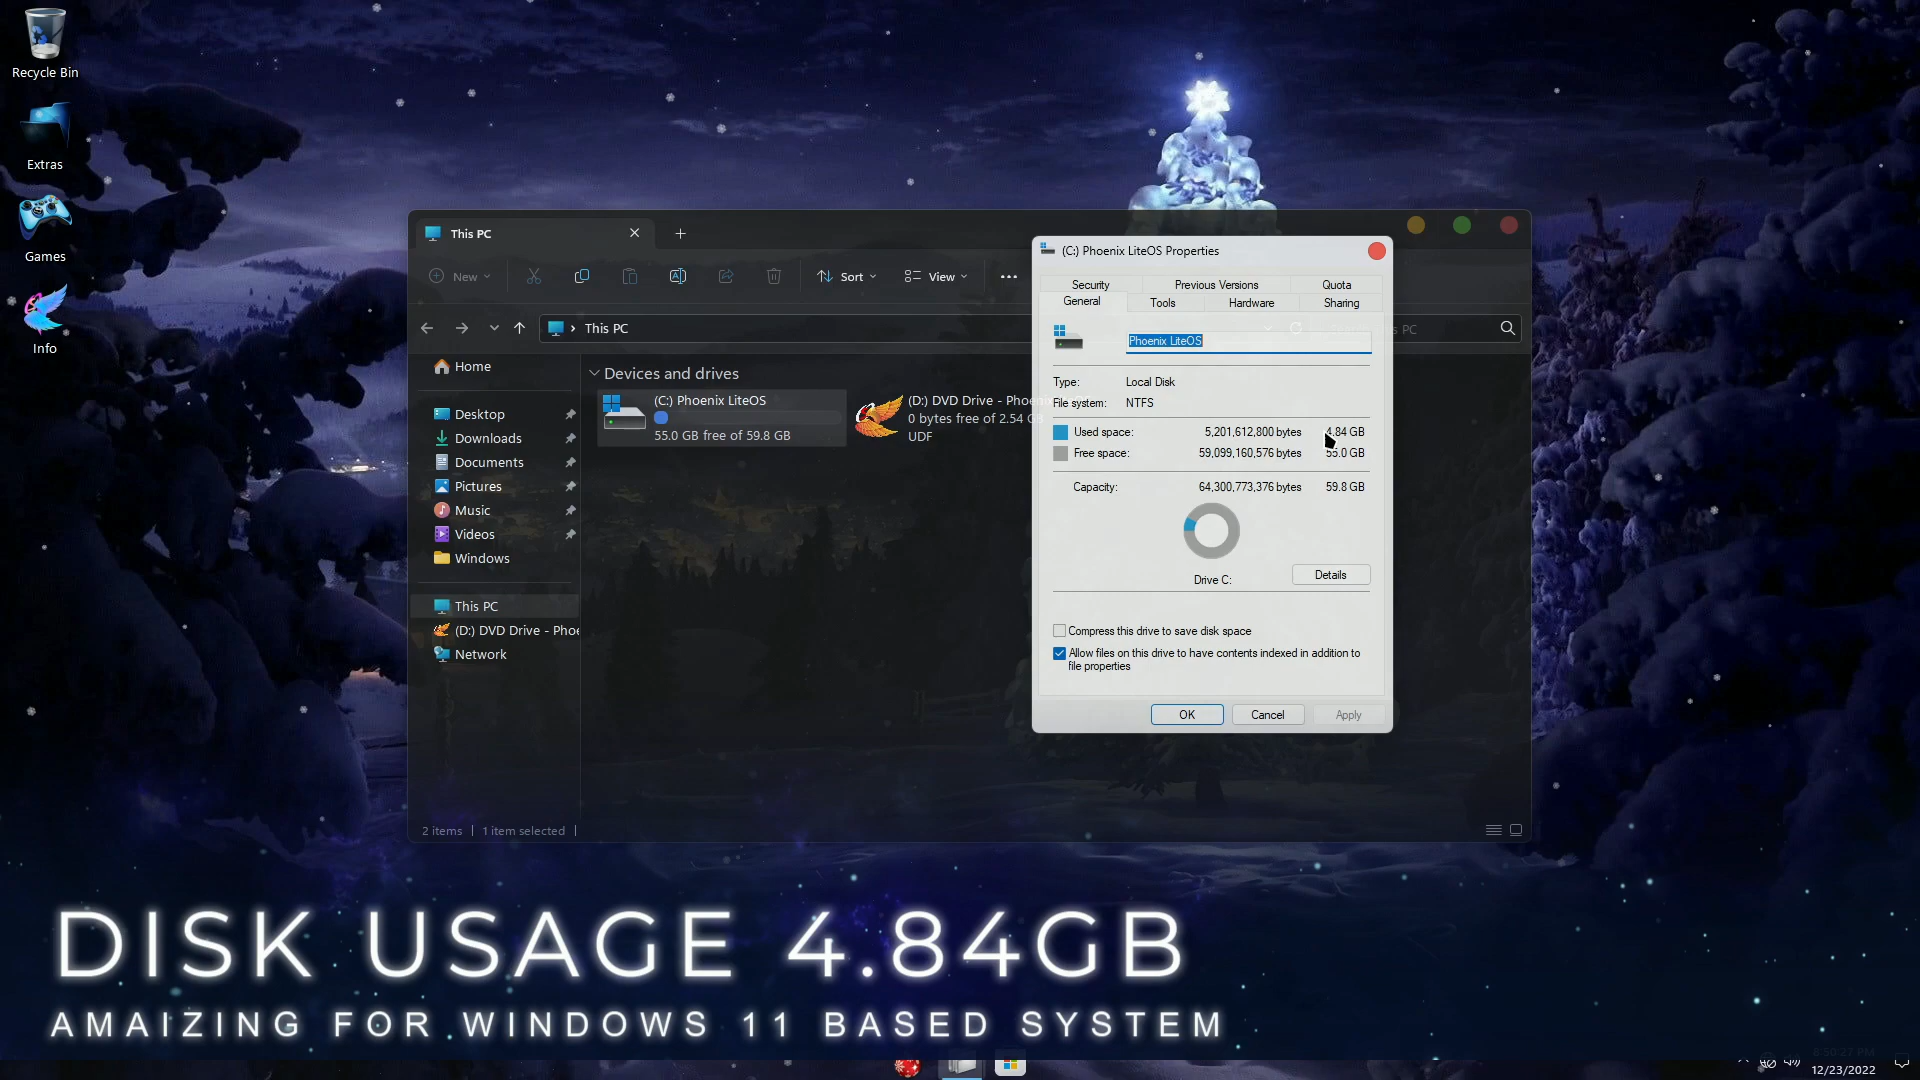 Recycle Bin
Extras
Games
Info
This PC
New
Sort
View
This PC
PC
Home
Desktop
Downloads
Documents
Pictures
Music
Videos
Windows
This PC
(D:) DVD Drive - Phoe
Network
Devices and drives
(C:) Phoenix LiteOS
55.0 GB free of 59.8 GB
(D:) DVD Drive - Phoenix
0 bytes free of 2.54 GB
UDF
2 items
1 item selected
(C:) Phoenix LiteOS Properties
Security Previous Versions Quota
General Tools Hardware Sharing
Phoenix LiteOS
Type: Local Disk
File system: NTFS
Used space: 5,201,612,800 bytes 4.84 GB
Free space: 59,099,160,576 bytes 55.0 GB
Capacity: 64,300,773,376 bytes 59.8 GB
Drive C:
Details
Compress this drive to save disk space
Allow files on this drive to have contents indexed in addition to
file properties
OK Cancel Apply
DISK USAGE 4.84GB
AMAIZING FOR WINDOWS 11 BASED SYSTEM
8:50:27 PM
12/23/2022